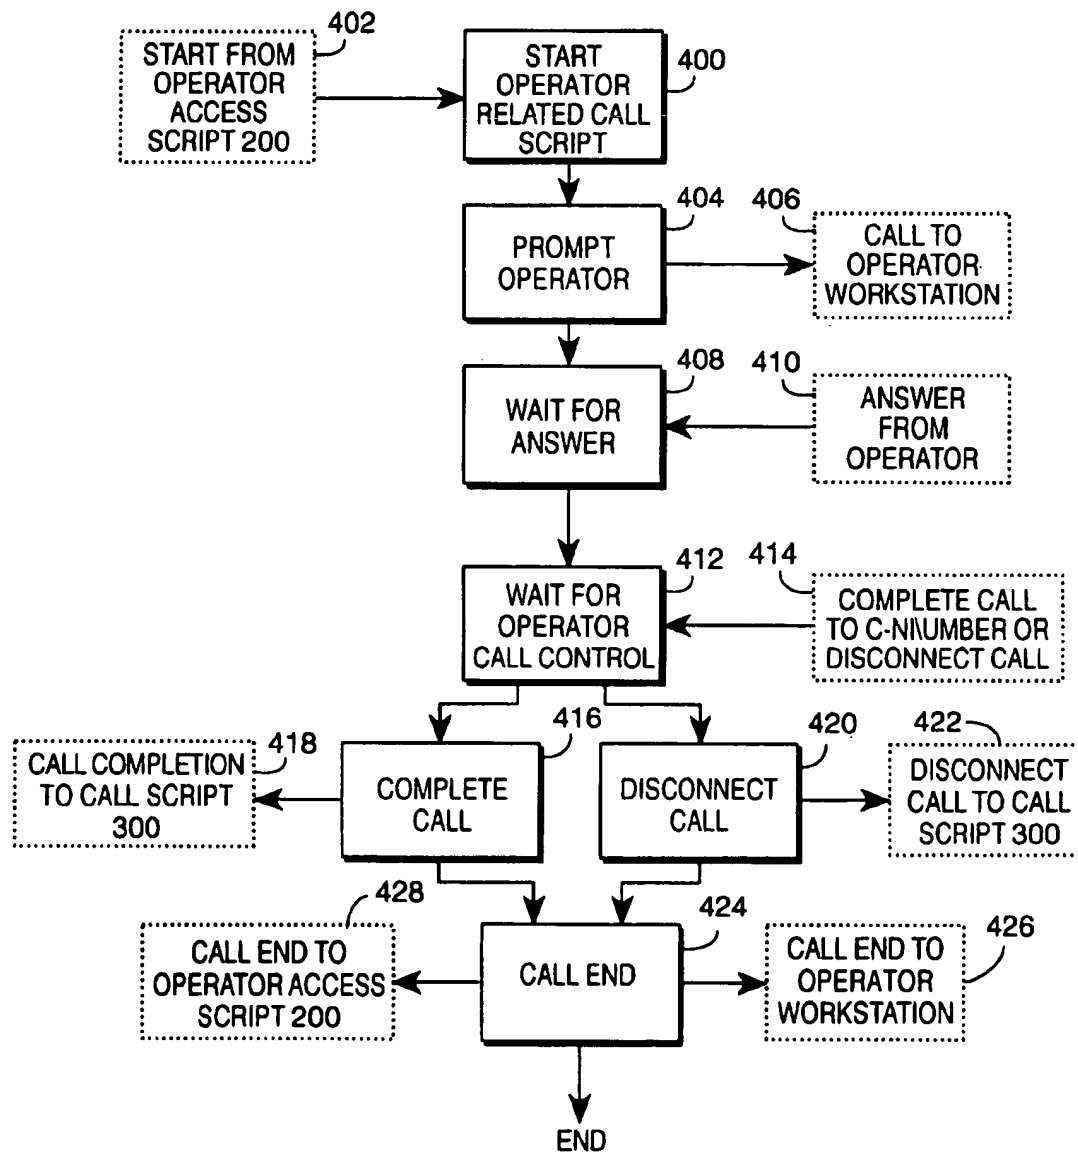 402
START FROM
OPERATOR
ACCESS
SCRIPT 200
START
OPERATOR
RELATED CALL
SCRIPT
400
PROMPT
OPERATOR
404
406
CALL TO
OPERATOR
WORKSTATION
WAIT FOR
ANSWER
408
410
ANSWER
FROM
OPERATOR
WAIT FOR
OPERATOR
CALL CONTROL
412
414
COMPLETE CALL
TO C-NI\UMBER OR
DISCONNECT CALL
CALL COMPLETION
TO CALL SCRIPT
300
418
COMPLETE
CALL
416
DISCONNECT
CALL
420
422
DISCONNECT
CALL TO CALL
SCRIPT 300
428
CALL END TO
OPERATOR ACCESS
SCRIPT 200
CALL END
424
CALL END TO
OPERATOR
WORKSTATION
426
END